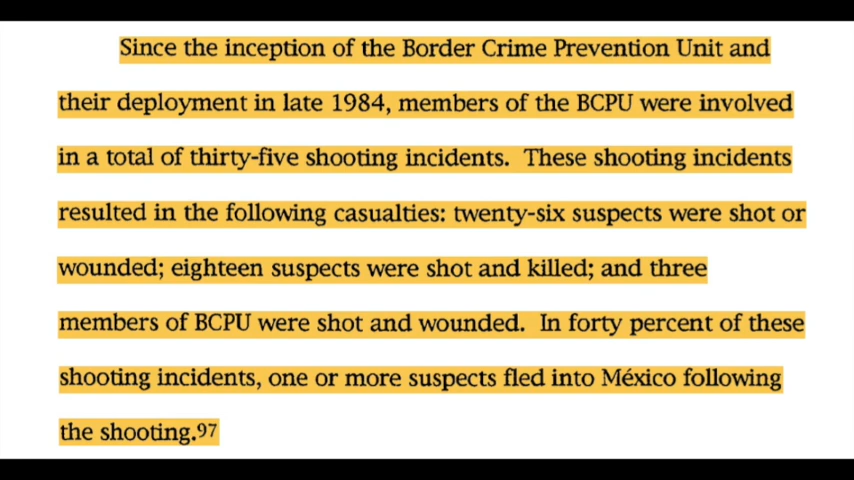 Since the inception of the Border Crime Prevention Unit and
their deployment in late 1984, members of the BCPU were involved
in a total of thirty-five shooting incidents. These shooting incidents
resulted in the following casualties: twenty-six suspects were shot or
wounded; eighteen suspects were shot and killed; and three
members of BCPU were shot and wounded. In forty percent of these
shooting incidents, one or more suspects fled into México following
the shooting.97